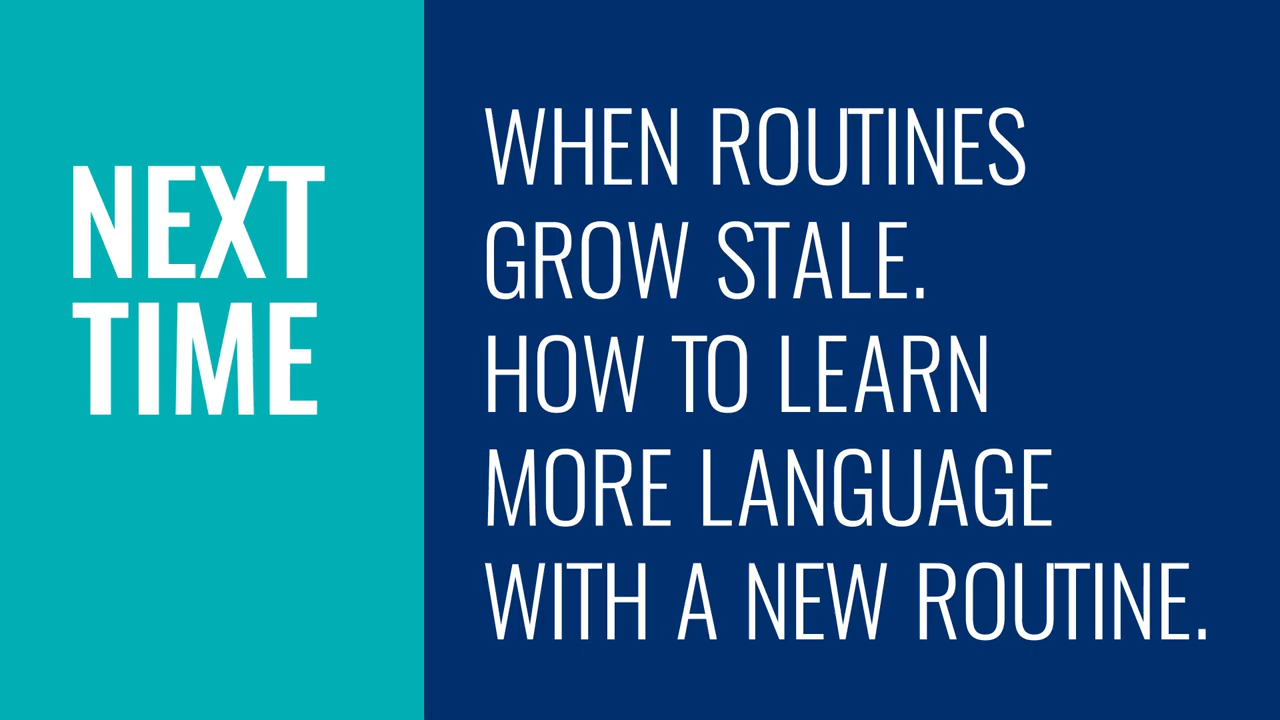 NEXT
TIME
WHEN ROUTINES
GROW STALE.
HOW TO LEARN
MORE LANGUAGE
WITH A NEW ROUTINE.